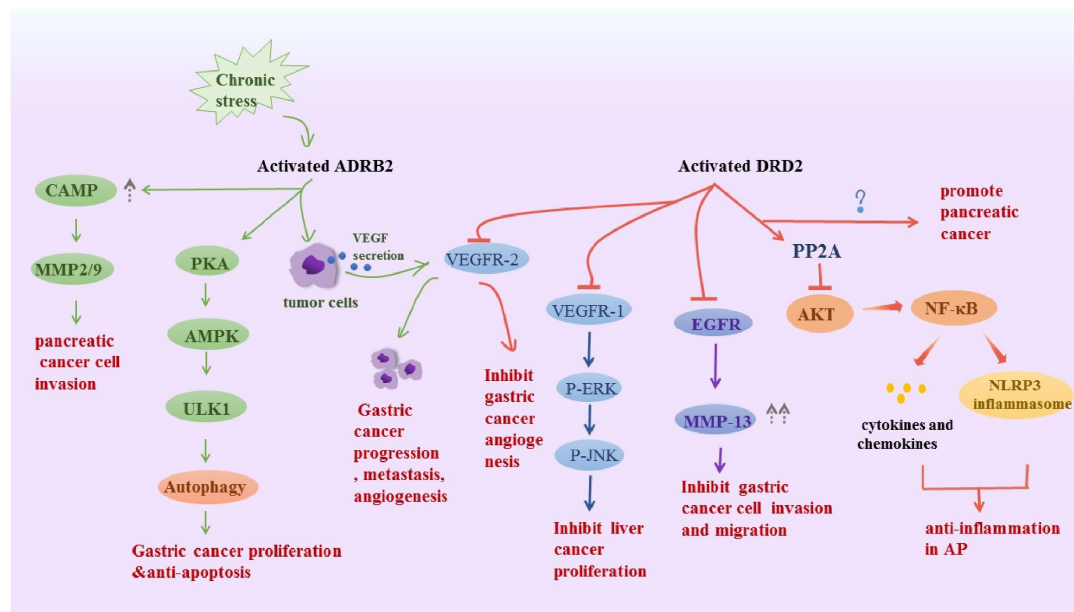 Chronic
stress
Activated ADRB2
Activated DRD2
CAMP
MMP2/9
pancreatic
cancer cell
invasion
PKA
AMPK
ULK1
Autophagy
Gastric cancer proliferation
&anti-apoptosis
tumor cells
VEGF
secretion
VEGFR-2
Gastric
cancer
progression
, metastasis,
angiogenesis
Inhibit
gastric
cancer
angioge
nesis
VEGFR-1
P-ERK
P-JNK
Inhibit liver
cancer
proliferation
EGFR
MMP-13
Inhibit gastric
cancer cell invasion
and migration
?
promote
pancreatic
cancer
PP2A
AKT
NF-κB
cytokines and
chemokines
NLRP3
inflammasome
anti-inflammation
in AP